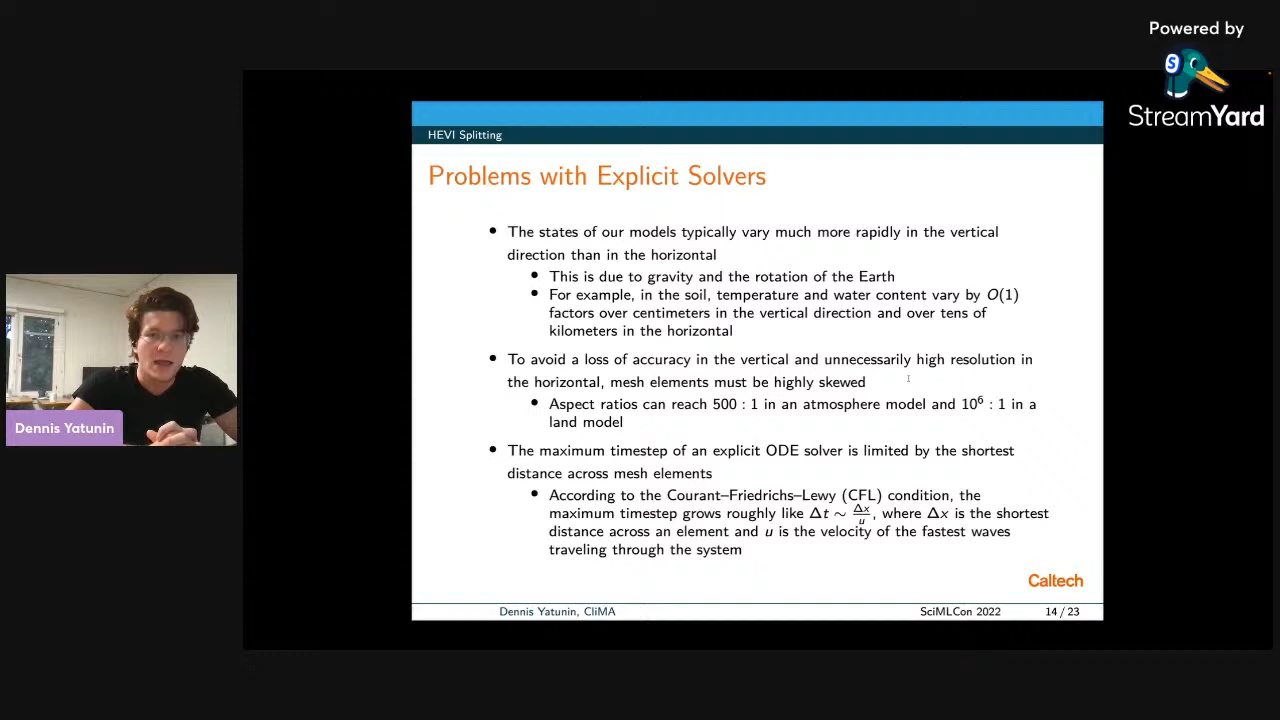 Powered by
S
StreamYard
HEVI Splitting
Problems with Explicit Solvers
• The states of our models typically vary much more rapidly in the vertical
direction than in the horizontal
• This is due to gravity and the rotation of the Earth
• For example, in the soil, temperature and water content vary by O(1)
factors over centimeters in the vertical direction and over tens of
kilometers in the horizontal
• To avoid a loss of accuracy in the vertical and unnecessarily high resolution in
the horizontal, mesh elements must be highly skewed
• Aspect ratios can reach 500 : 1 in an atmosphere model and 10⁶ : 1 in a
land model
• The maximum timestep of an explicit ODE solver is limited by the shortest
distance across mesh elements
• According to the Courant–Friedrichs–Lewy (CFL) condition, the
maximum timestep grows roughly like Δt ∼ Δx/u, where Δx is the shortest
distance across an element and u is the velocity of the fastest waves
traveling through the system
Caltech
Dennis Yatunin, CliMA SciMLCon 2022 14 / 23
Dennis Yatunin